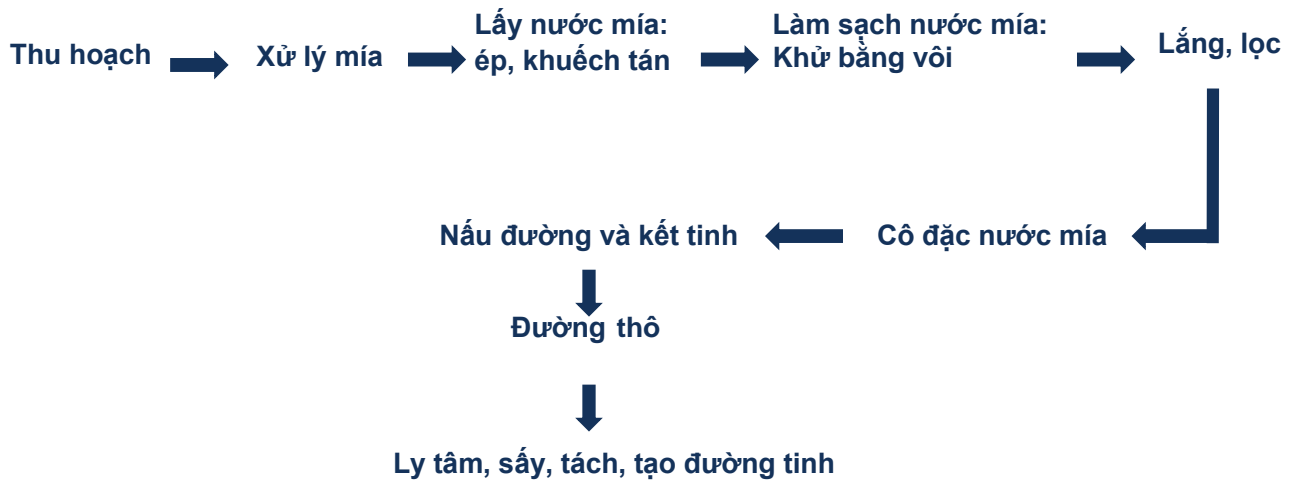 Thu hoạch
Xử lý mía
Lấy nước mía:
ép, khuếch tán
Làm sạch nước mía:
Khử bằng vôi
Lắng, lọc
Cô đặc nước mía
Nấu đường và kết tinh
Đường thô
Ly tâm, sấy, tách, tạo đường tinh